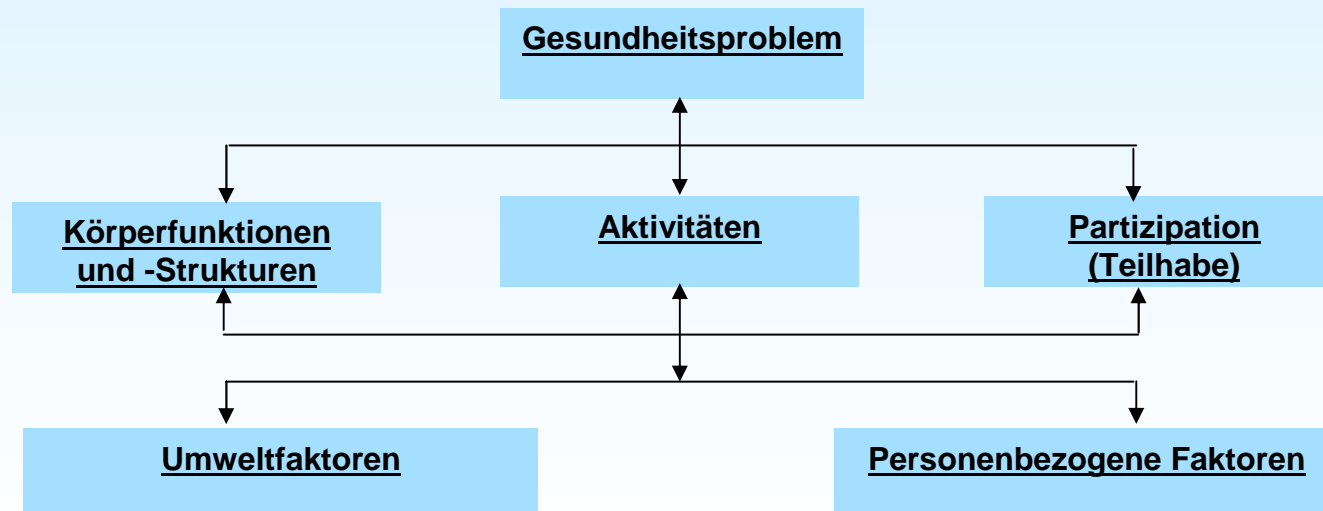 Gesundheitsproblem
Körperfunktionen
und -Strukturen
Aktivitäten
Partizipation
(Teilhabe)
Umweltfaktoren
Personenbezogene Faktoren